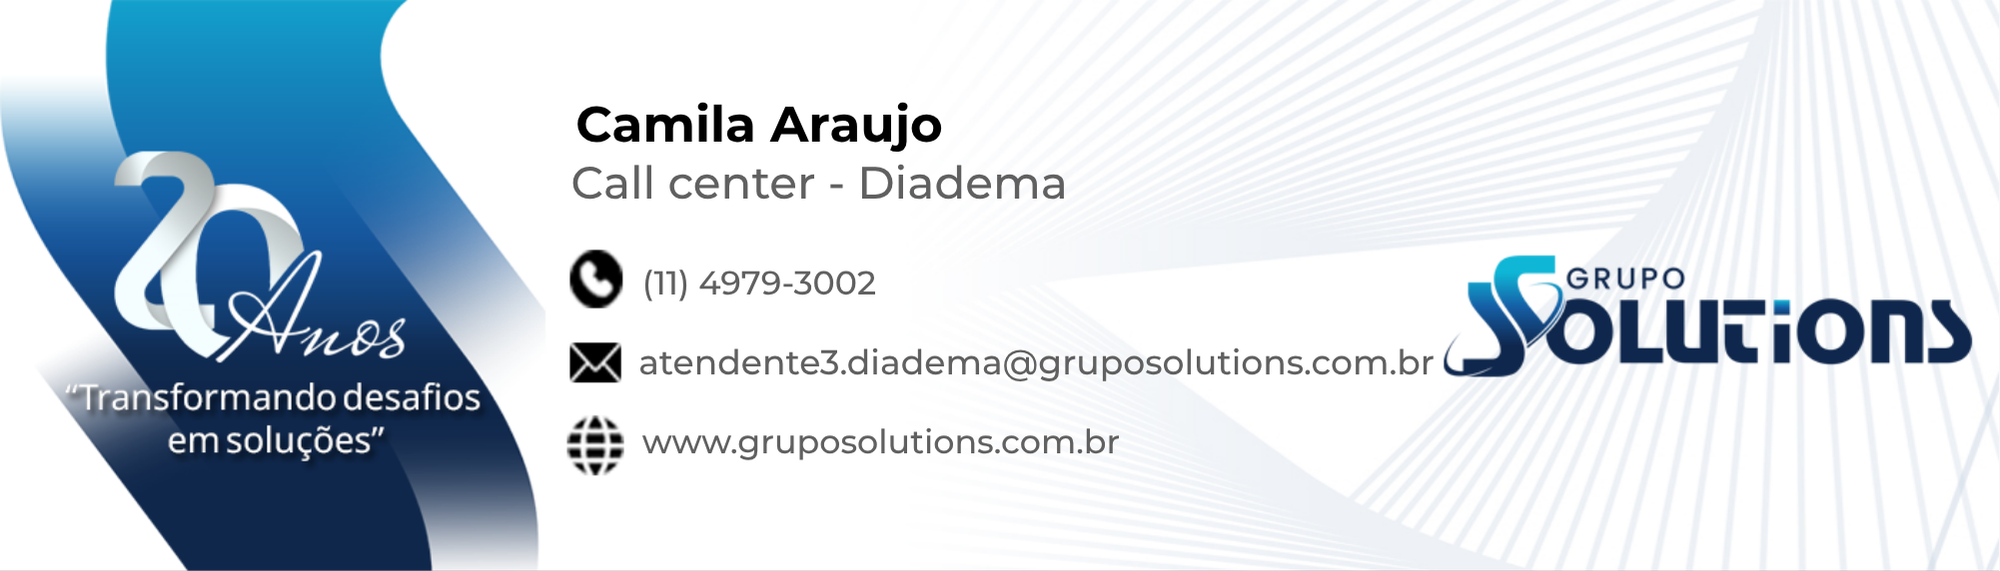 20 Anos
“Transformando desafios
em soluções”
Camila Araujo
Call center - Diadema
(11) 4979-3002
atendente3.diadema@gruposolutions.com.br
www.gruposolutions.com.br
GRUPO
SOLUTIONS